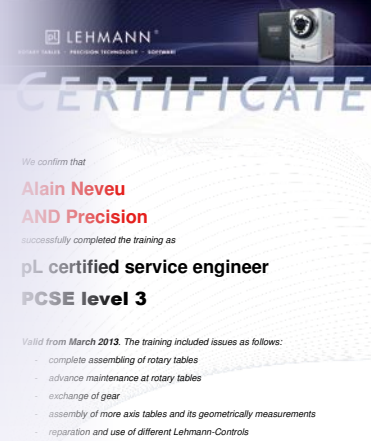 pL LEHMANN®
ROTARY TABLES · PRECISION TECHNOLOGY · SOFTWARE
CERTIFICATE
We confirm that
Alain Neveu
AND Precision
successfully completed the training as
pL certified service engineer
PCSE level 3
Valid from March 2013. The training included issues as follows:
- complete assembling of rotary tables
- advance maintenance at rotary tables
- exchange of gear
- assembly of more axis tables and its geometrically measurements
- reparation and use of different Lehmann-Controls